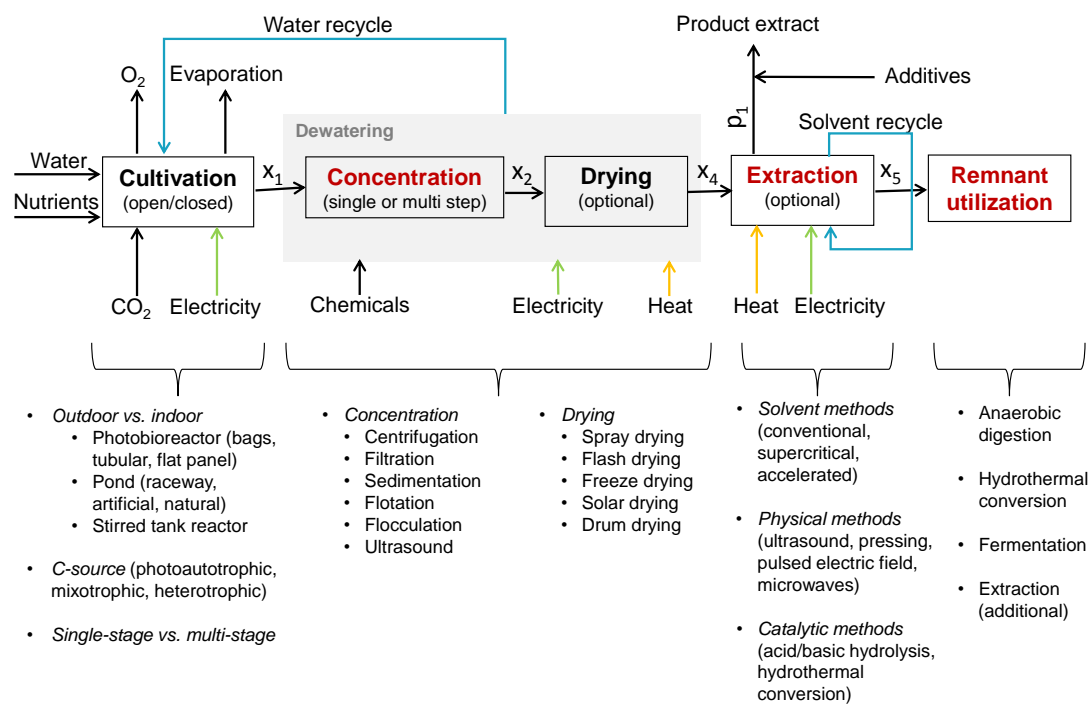 Water recycle
Product extract
O2
Evaporation
Additives
p1
Dewatering
Solvent recycle
Water
Nutrients
Cultivation
(open/closed)
x1
Concentration
(single or multi step)
x2
Drying
(optional)
x4
Extraction
(optional)
x5
Remnant
utilization
CO2
Electricity
Chemicals
Electricity
Heat
Heat
Electricity
• Outdoor vs. indoor
• Photobioreactor (bags,
tubular, flat panel)
• Pond (raceway,
artificial, natural)
• Stirred tank reactor
• C-source (photoautotrophic,
mixotrophic, heterotrophic)
• Single-stage vs. multi-stage
• Concentration
• Centrifugation
• Filtration
• Sedimentation
• Flotation
• Flocculation
• Ultrasound
• Drying
• Spray drying
• Flash drying
• Freeze drying
• Solar drying
• Drum drying
• Solvent methods
(conventional,
supercritical,
accelerated)
• Physical methods
(ultrasound, pressing,
pulsed electric field,
microwaves)
• Catalytic methods
(acid/basic hydrolysis,
hydrothermal
conversion)
• Anaerobic
digestion
• Hydrothermal
conversion
• Fermentation
• Extraction
(additional)